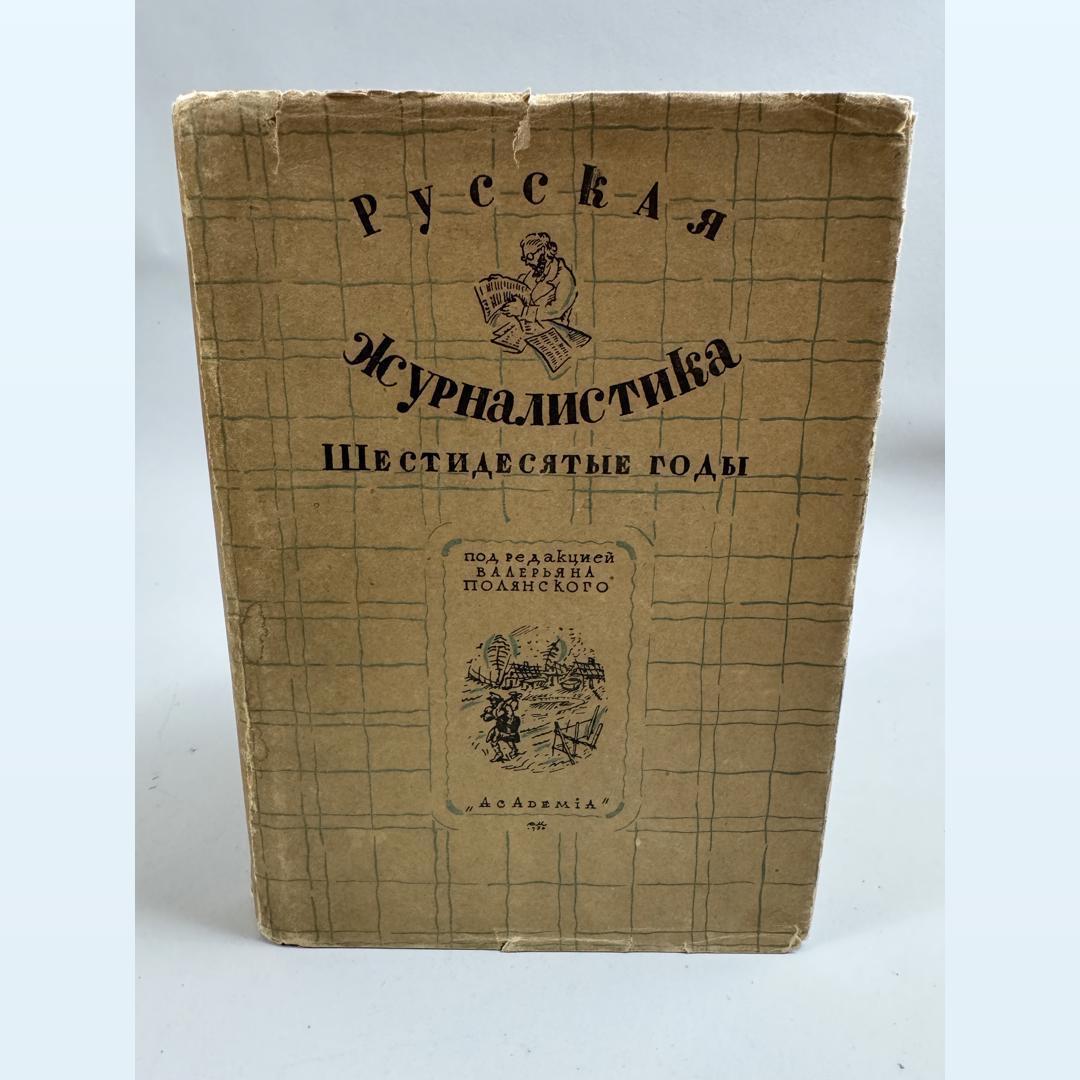 Русская
Журналистика
Шестидесятые годы
под редакцией
Валерьяна
Полянского
„Academia"